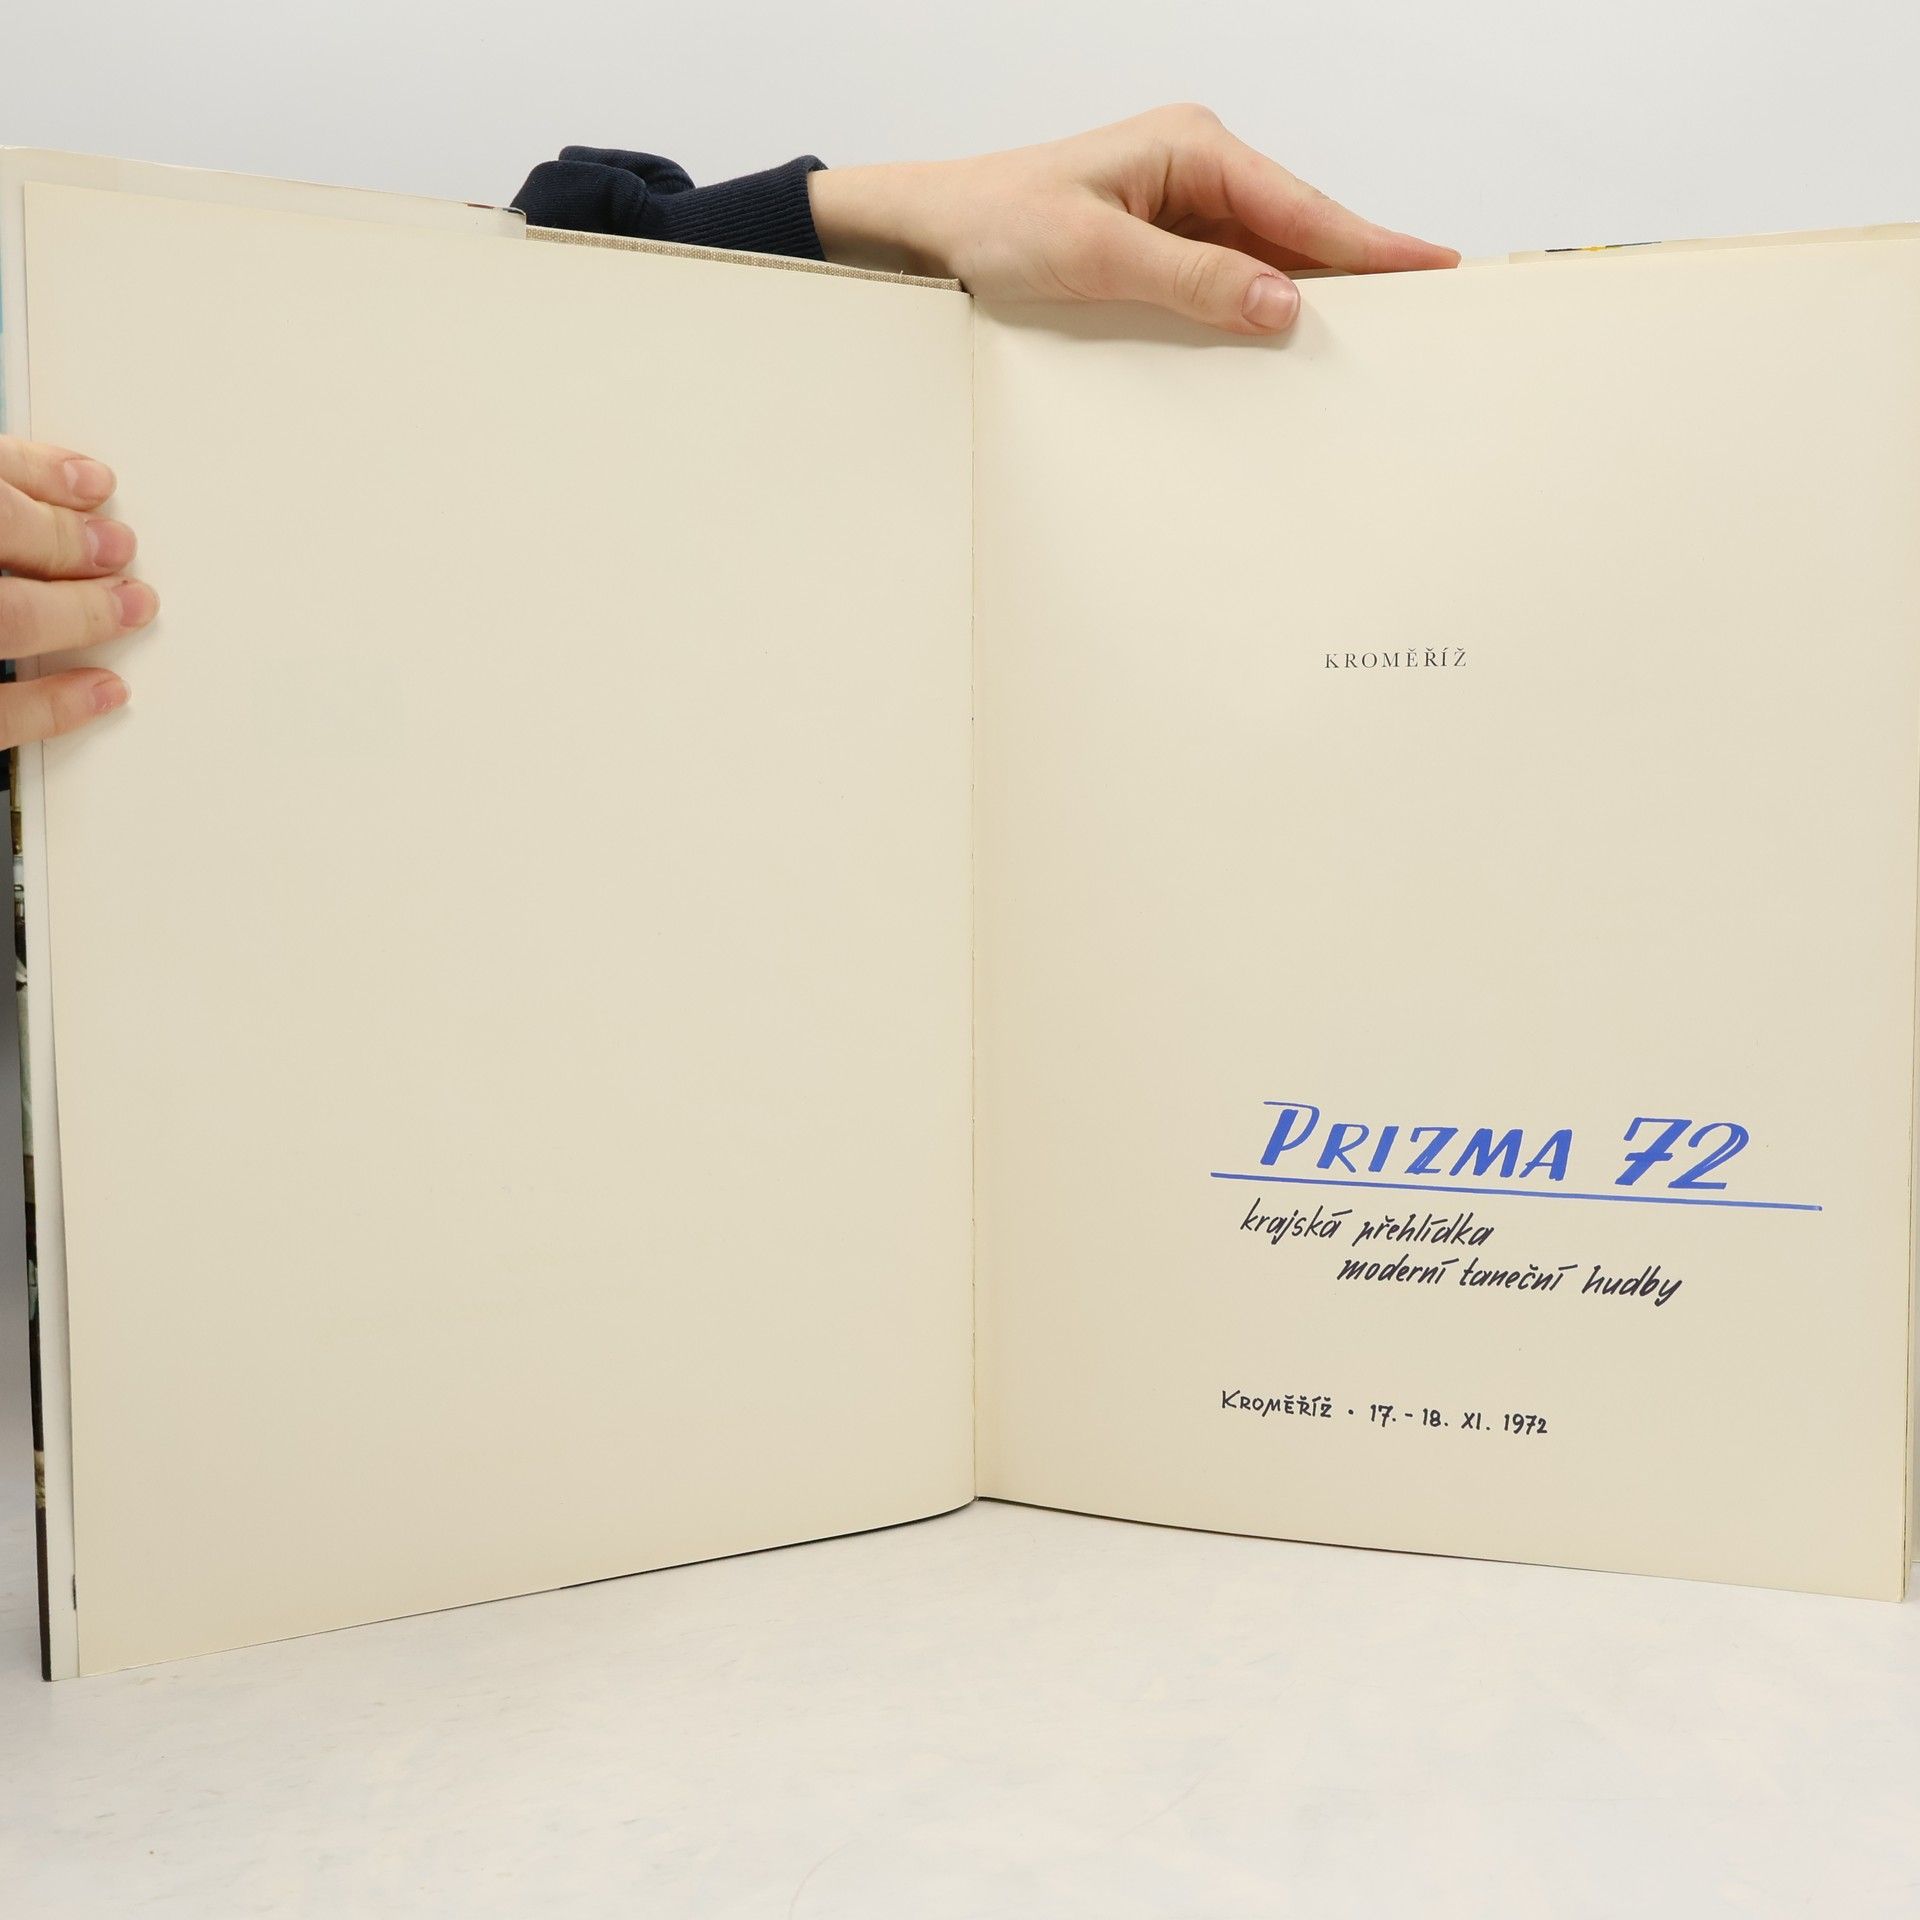 KROMĚŘÍŽ
PRIZMA 72
krajská přehlídka
moderní taneční hudby
KROMĚŘÍŽ • 17. - 18. XI. 1972